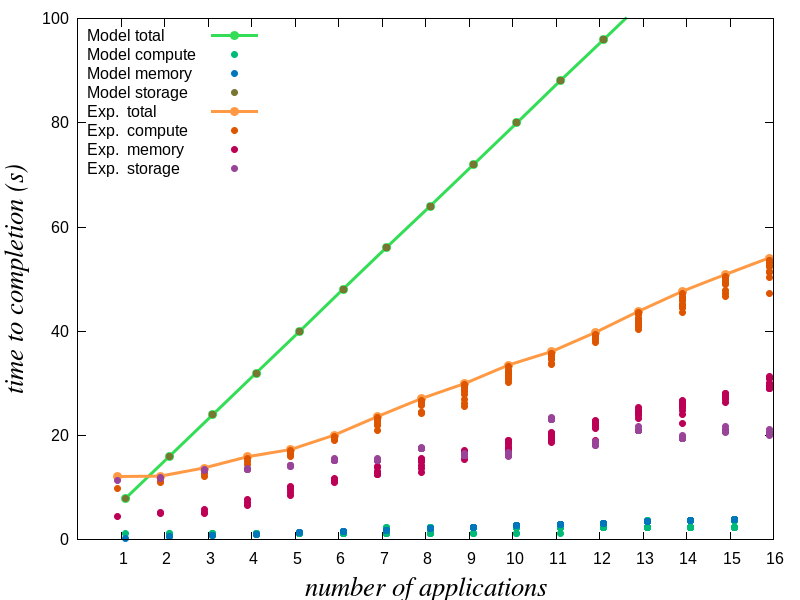 100
80
60
40
20
0
time to completion (s)
Model total
Model compute
Model memory
Model storage
Exp. total
Exp. compute
Exp. memory
Exp. storage
1 2 3 4 5 6 7 8 9 10 11 12 13 14 15 16
number of applications